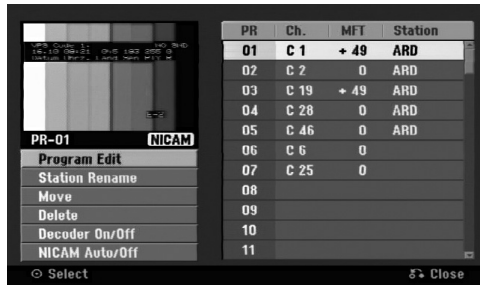 PR-01 NICAM
Program Edit
Station Rename
Move
Delete
Decoder On/Off
NICAM Auto/Off
PR Ch. MFT Station
01 C 1 + 49 ARD
02 C 2 0 ARD
03 C 19 + 49 ARD
04 C 28 0 ARD
05 C 46 0 ARD
06 C 6 0
07 C 25 0
08
09
10
11
Select
Close